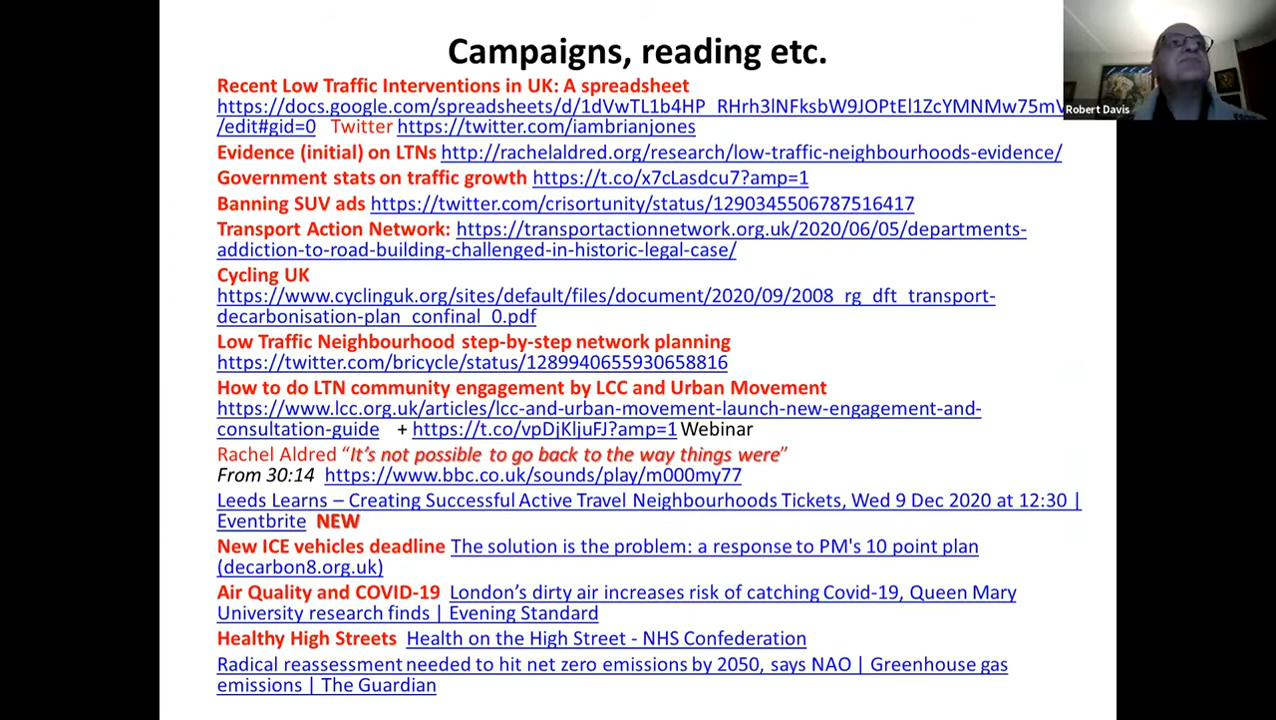 Campaigns, reading etc.
Recent Low Traffic Interventions in UK: A spreadsheet
https://docs.google.com/spreadsheets/d/1dVwTL1b4HP_RHrh3lNFksbW9JOPtEl1ZcYMNMw75mV
/edit#gid=0 Twitter https://twitter.com/iambrianjones
Evidence (initial) on LTNs http://rachelaldred.org/research/low-traffic-neighbourhoods-evidence/
Government stats on traffic growth https://t.co/x7cLasdcu7?amp=1
Banning SUV ads https://twitter.com/crisortunity/status/1290345506787516417
Transport Action Network: https://transportactionnetwork.org.uk/2020/06/05/departments-
addiction-to-road-building-challenged-in-historic-legal-case/
Cycling UK
https://www.cyclinguk.org/sites/default/files/document/2020/09/2008_rg_dft_transport-
decarbonisation-plan_confinal_0.pdf
Low Traffic Neighbourhood step-by-step network planning
https://twitter.com/bricycle/status/1289940655930658816
How to do LTN community engagement by LCC and Urban Movement
https://www.lcc.org.uk/articles/lcc-and-urban-movement-launch-new-engagement-and-
consultation-guide + https://t.co/vpDjKljuFJ?amp=1 Webinar
Rachel Aldred “It’s not possible to go back to the way things were”
From 30:14 https://www.bbc.co.uk/sounds/play/m000my77
Leeds Learns – Creating Successful Active Travel Neighbourhoods Tickets, Wed 9 Dec 2020 at 12:30 |
Eventbrite NEW
New ICE vehicles deadline The solution is the problem: a response to PM's 10 point plan
(decarbon8.org.uk)
Air Quality and COVID-19 London’s dirty air increases risk of catching Covid-19, Queen Mary
University research finds | Evening Standard
Healthy High Streets Health on the High Street - NHS Confederation
Radical reassessment needed to hit net zero emissions by 2050, says NAO | Greenhouse gas
emissions | The Guardian
Robert Davis